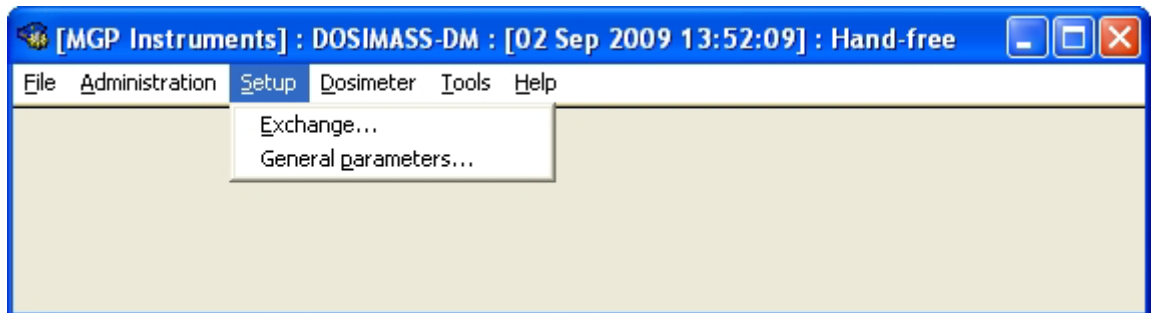 [MGP Instruments] : DOSIMASS-DM : [02 Sep 2009 13:52:09] : Hand-free
File Administration Setup Dosimeter Tools Help
Exchange...
General parameters...